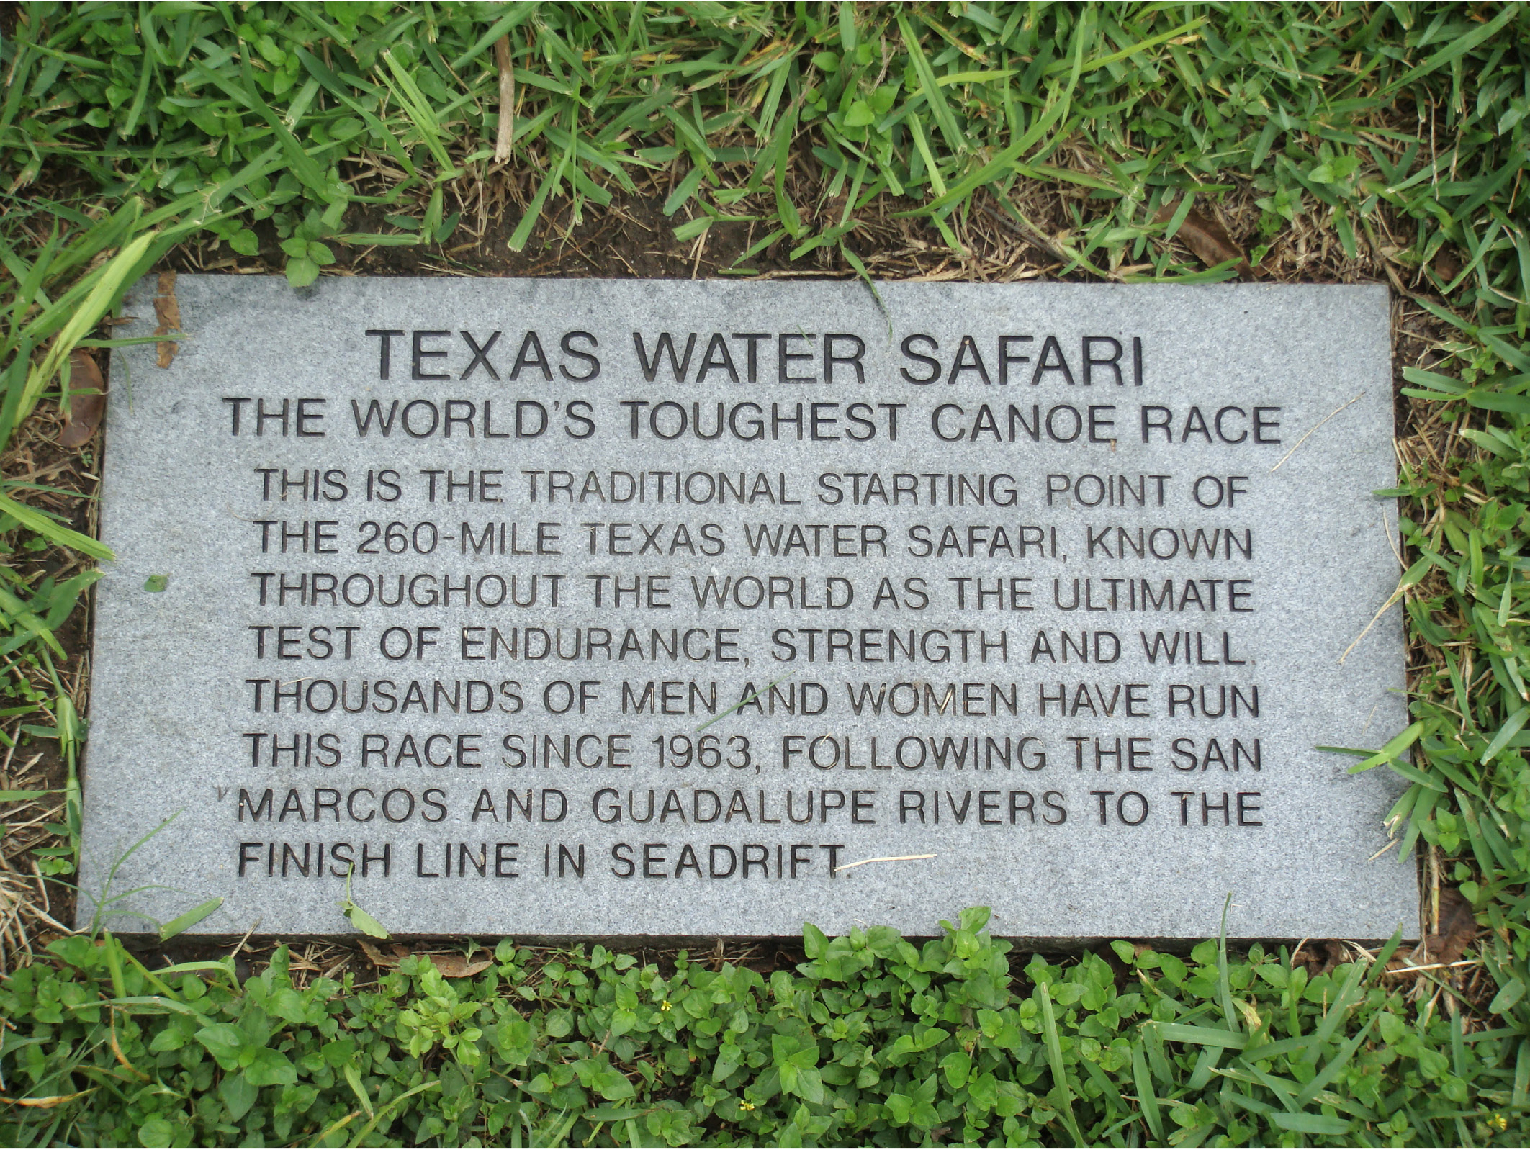 TEXAS WATER SAFARI
THE WORLD'S TOUGHEST CANOE RACE
THIS IS THE TRADITIONAL STARTING POINT OF
THE 260-MILE TEXAS WATER SAFARI, KNOWN
THROUGHOUT THE WORLD AS THE ULTIMATE
TEST OF ENDURANCE, STRENGTH AND WILL.
THOUSANDS OF MEN AND WOMEN HAVE RUN
THIS RACE SINCE 1963, FOLLOWING THE SAN
MARCOS AND GUADALUPE RIVERS TO THE
FINISH LINE IN SEADRIFT.